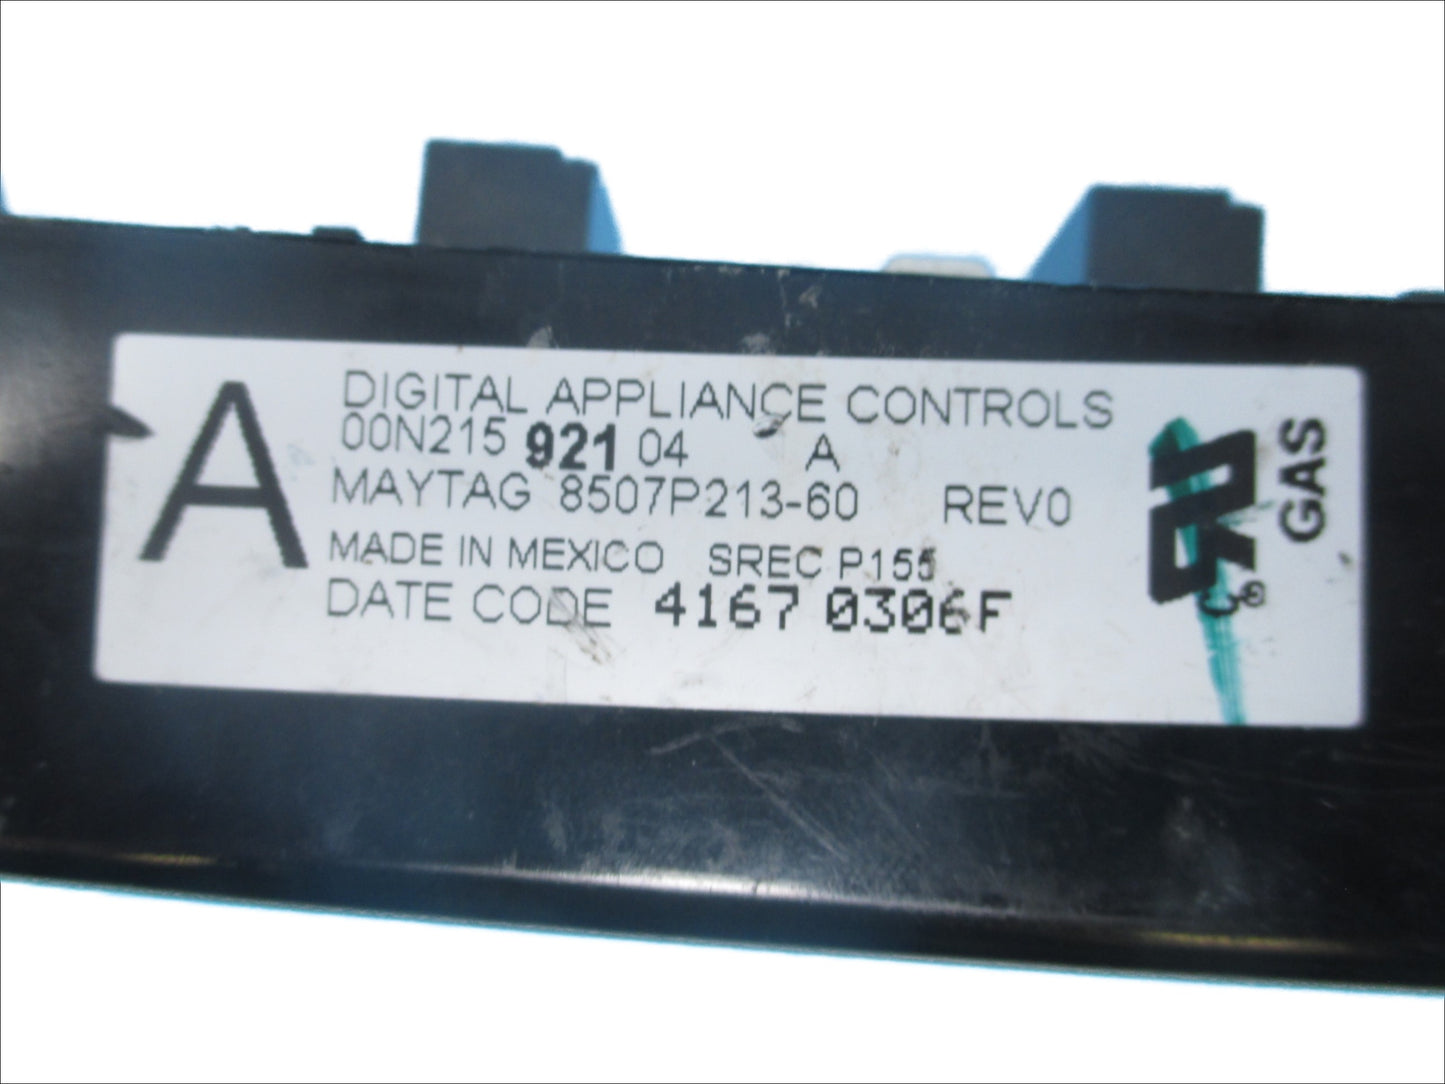 A
DIGITAL APPLIANCE CONTROLS
00N215 921 04 A
MAYTAG 8507P213-60 REV0
MADE IN MEXICO SREC P155
DATE CODE 4167 0306F
GAS